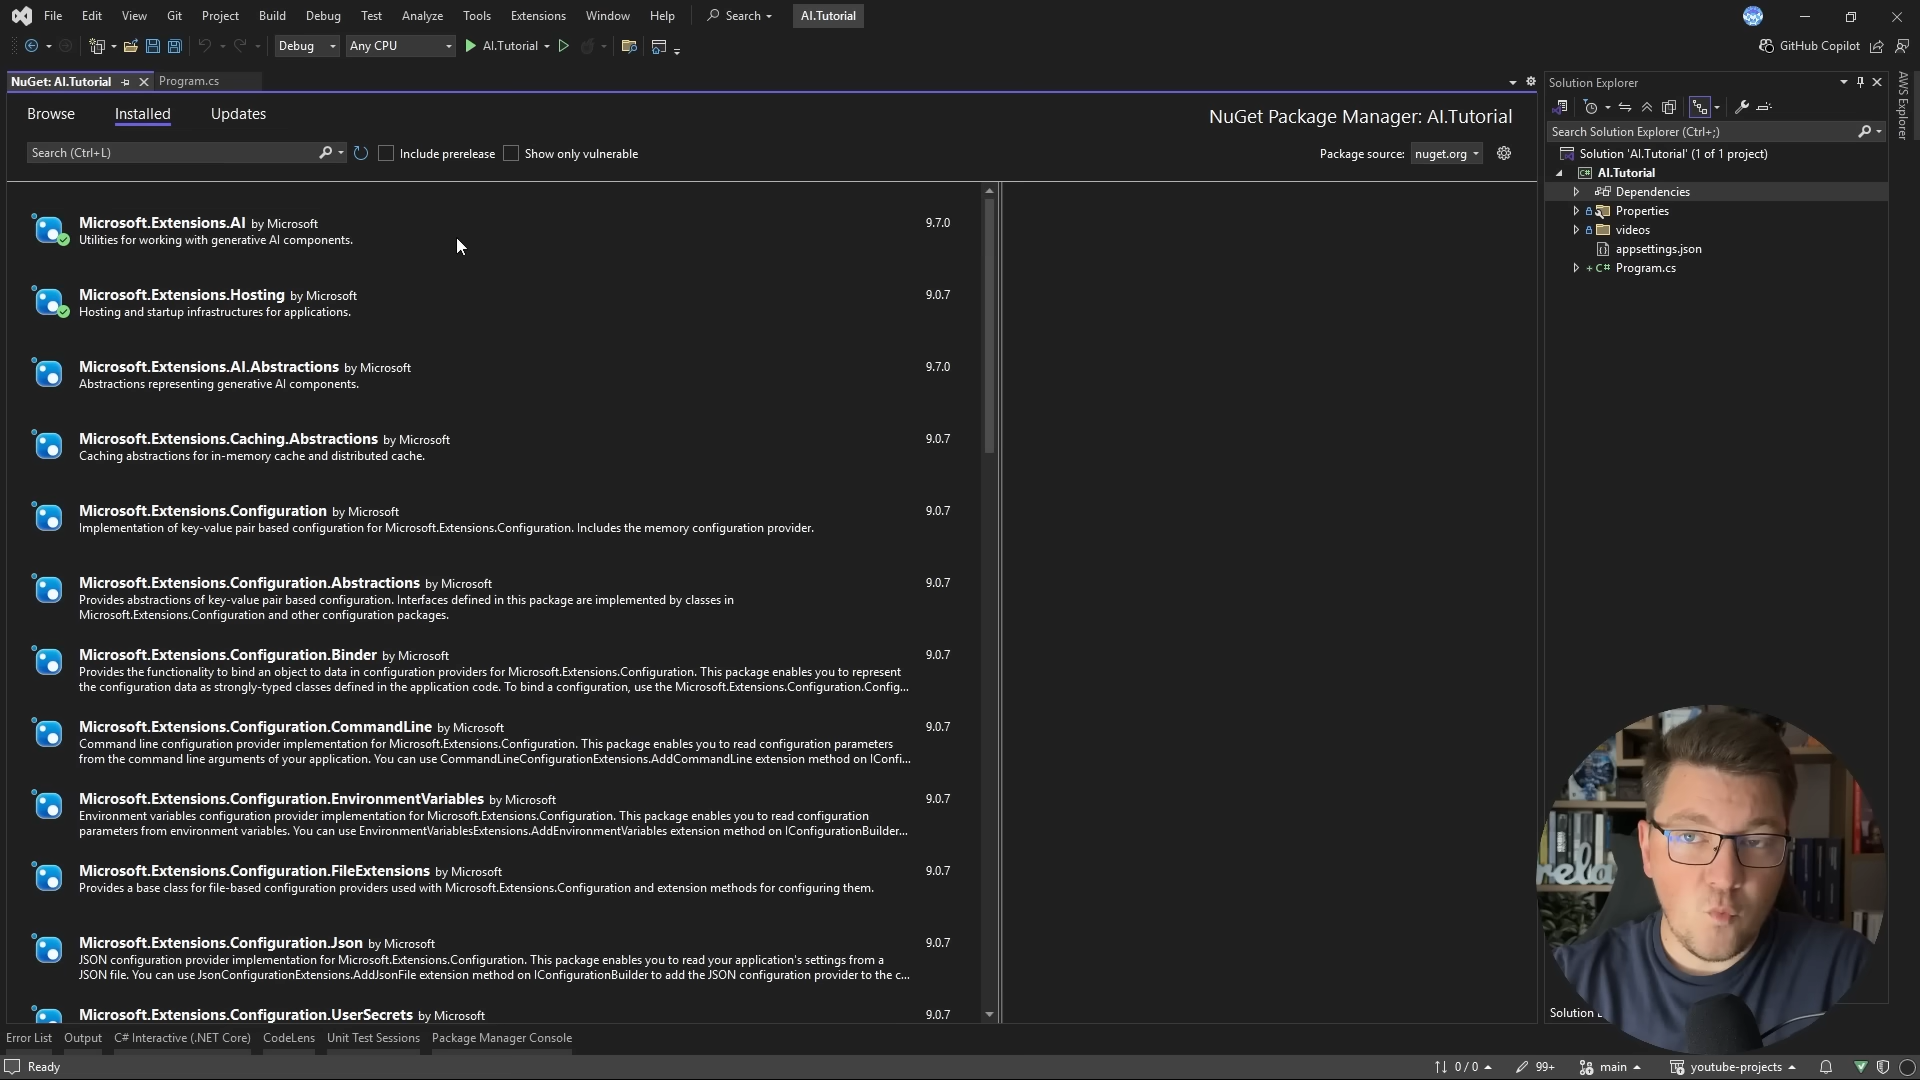 File Edit View Git Project Build Debug Test Analyze Tools Extensions Window Help Search AI.Tutorial
Debug Any CPU AI.Tutorial GitHub Copilot
NuGet: AI.Tutorial Program.cs
Browse Installed Updates
NuGet Package Manager: AI.Tutorial
Search (Ctrl+L) Include prerelease Show only vulnerable Package source: nuget.org
Microsoft.Extensions.AI by Microsoft 9.7.0
Utilities for working with generative AI components.
Microsoft.Extensions.Hosting by Microsoft 9.0.7
Hosting and startup infrastructures for applications.
Microsoft.Extensions.AI.Abstractions by Microsoft 9.7.0
Abstractions representing generative AI components.
Microsoft.Extensions.Caching.Abstractions by Microsoft 9.0.7
Caching abstractions for in-memory cache and distributed cache.
Microsoft.Extensions.Configuration by Microsoft 9.0.7
Implementation of key-value pair based configuration for Microsoft.Extensions.Configuration. Includes the memory configuration provider.
Microsoft.Extensions.Configuration.Abstractions by Microsoft 9.0.7
Provides abstractions of key-value pair based configuration. Interfaces defined in this package are implemented by classes in
Microsoft.Extensions.Configuration and other configuration packages.
Microsoft.Extensions.Configuration.Binder by Microsoft 9.0.7
Provides the functionality to bind an object to data in configuration providers for Microsoft.Extensions.Configuration. This package enables you to represent
the configuration data as strongly-typed classes defined in the application code. To bind a configuration, use the Microsoft.Extensions.Configuration.Config...
Microsoft.Extensions.Configuration.CommandLine by Microsoft 9.0.7
Command line configuration provider implementation for Microsoft.Extensions.Configuration. This package enables you to read configuration parameters
from the command line arguments of your application. You can use CommandLineConfigurationExtensions.AddCommandLine extension method on IConfi...
Microsoft.Extensions.Configuration.EnvironmentVariables by Microsoft 9.0.7
Environment variables configuration provider implementation for Microsoft.Extensions.Configuration. This package enables you to read configuration
parameters from environment variables. You can use EnvironmentVariablesExtensions.AddEnvironmentVariables extension method on IConfigurationBuilder...
Microsoft.Extensions.Configuration.FileExtensions by Microsoft 9.0.7
Provides a base class for file-based configuration providers used with Microsoft.Extensions.Configuration and extension methods for configuring them.
Microsoft.Extensions.Configuration.Json by Microsoft 9.0.7
JSON configuration provider implementation for Microsoft.Extensions.Configuration. This package enables you to read your application's settings from a
JSON file. You can use JsonConfigurationExtensions.AddJsonFile extension method on IConfigurationBuilder to add the JSON configuration provider to the c...
Microsoft.Extensions.Configuration.UserSecrets by Microsoft 9.0.7
Solution Explorer
Search Solution Explorer (Ctrl+;)
Solution 'AI.Tutorial' (1 of 1 project)
AI.Tutorial
Dependencies
Properties
videos
appsettings.json
Program.cs
AWS Explorer
Solution
Error List Output C# Interactive (.NET Core) CodeLens Unit Test Sessions Package Manager Console
Ready 0 / 0 99+ main youtube-projects